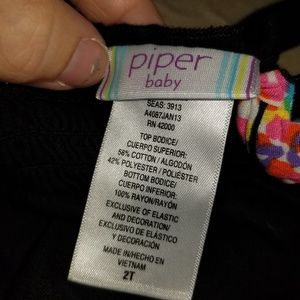 piper
baby
SEAS: 3913
A4087JAN13
RN 42000
TOP BODICE/
CUERPO SUPERIOR:
58% COTTON / ALGODÓN
42% POLYESTER / POLIÉSTER
BOTTOM BODICE/
CUERPO INFERIOR:
100% RAYON/RAYÓN
EXCLUSIVE OF ELASTIC
AND DECORATION/
EXCLUSIVO DE ELÁSTICO
Y DECORACIÓN
MADE IN/HECHO EN
VIETNAM
2T